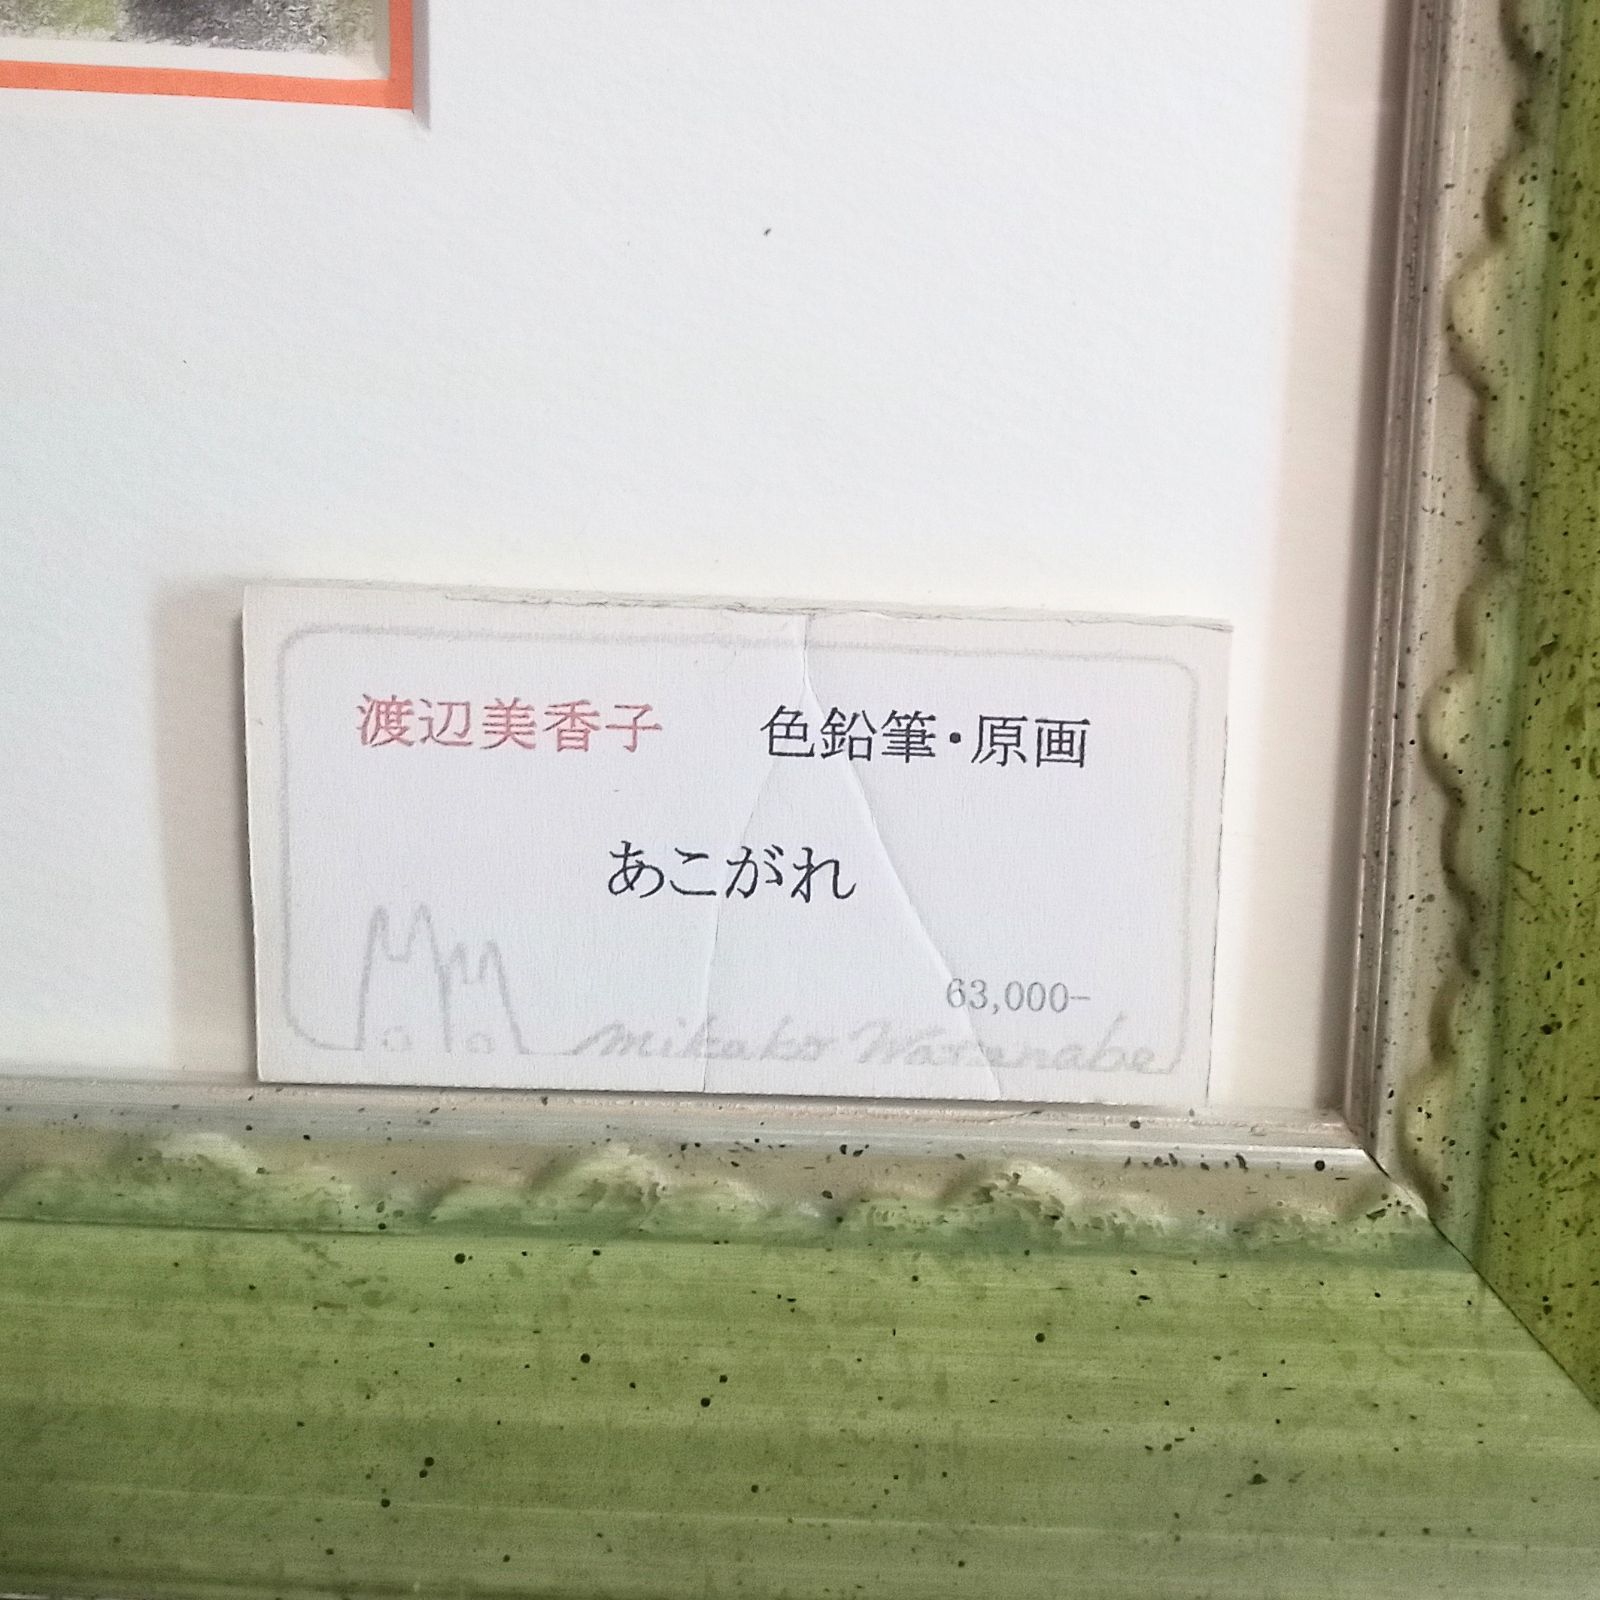 渡辺美香子 色鉛筆・原画
あこがれ
63,000-
Mikako Watanabe